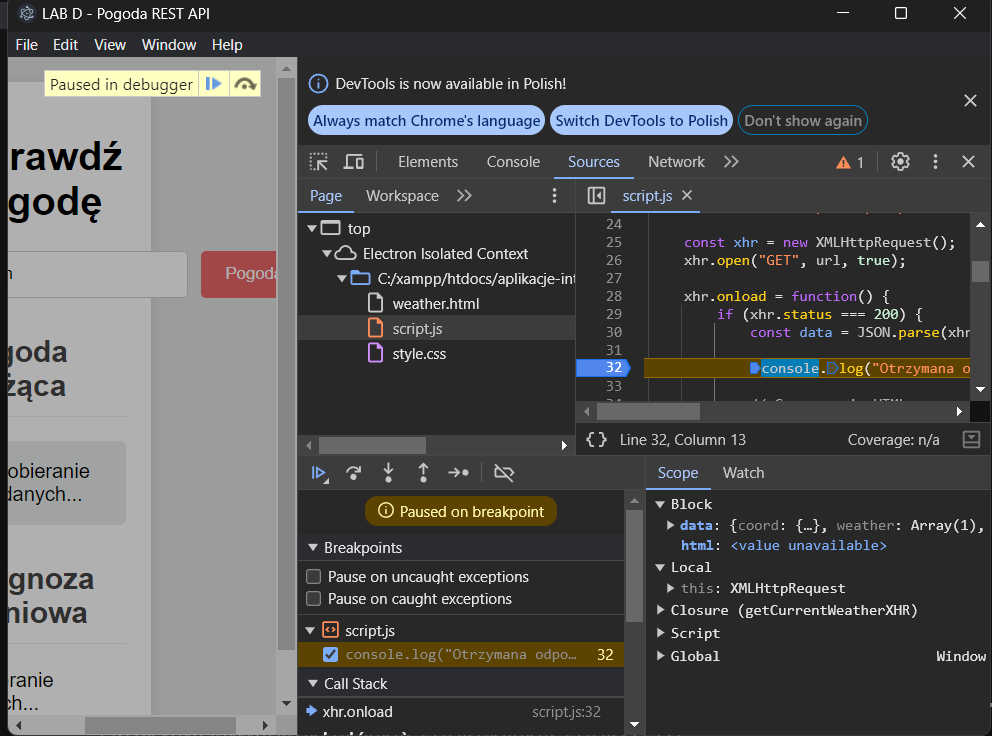 LAB D - Pogoda REST API
File Edit View Window Help
Paused in debugger
rawdź
godę
Pogoda
goda
żąca
obieranie
danych...
gnoza
niowa
ranie
ch...
DevTools is now available in Polish!
Always match Chrome's language
Switch DevTools to Polish
Don't show again
Elements Console Sources Network 1
Page Workspace
script.js
top
Electron Isolated Context
C:/xampp/htdocs/aplikacje-int
weather.html
script.js
style.css
24
25 const xhr = new XMLHttpRequest();
26 xhr.open("GET", url, true);
27
28 xhr.onload = function() {
29 if (xhr.status === 200) {
30 const data = JSON.parse(xhr
31
32 console.log("Otrzymana o
33
{} Line 32, Column 13 Coverage: n/a
Paused on breakpoint
Breakpoints
Pause on uncaught exceptions
Pause on caught exceptions
script.js
console.log("Otrzymana odpo… 32
Call Stack
xhr.onload script.js:32
Scope Watch
Block
data: {coord: {…}, weather: Array(1),
html: <value unavailable>
Local
this: XMLHttpRequest
Closure (getCurrentWeatherXHR)
Script
Global Window